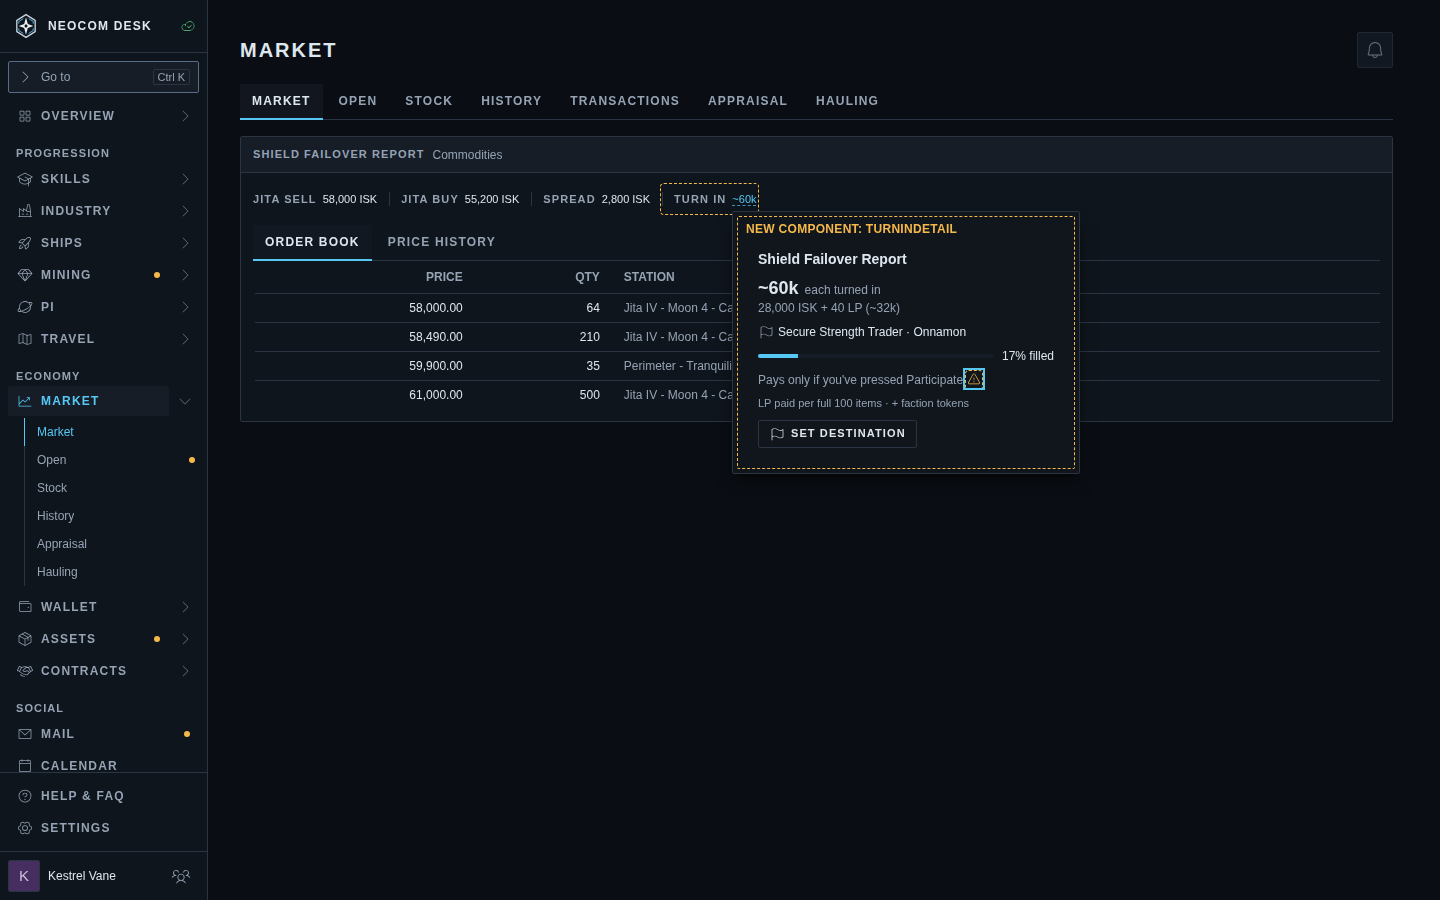 NEOCOM DESK
Go to Ctrl K
OVERVIEW
PROGRESSION
SKILLS
INDUSTRY
SHIPS
MINING
PI
TRAVEL
ECONOMY
MARKET
Market
Open
Stock
History
Appraisal
Hauling
WALLET
ASSETS
CONTRACTS
SOCIAL
MAIL
CALENDAR
HELP & FAQ
SETTINGS
K Kestrel Vane
MARKET
MARKET OPEN STOCK HISTORY TRANSACTIONS APPRAISAL HAULING
SHIELD FAILOVER REPORT Commodities
JITA SELL 58,000 ISK JITA BUY 55,200 ISK SPREAD 2,800 ISK TURN IN ~60k
ORDER BOOK PRICE HISTORY
PRICE QTY STATION
58,000.00 64 Jita IV - Moon 4 - Ca
58,490.00 210 Jita IV - Moon 4 - Ca
59,900.00 35 Perimeter - Tranquili
61,000.00 500 Jita IV - Moon 4 - Ca
NEW COMPONENT: TURNINDETAIL
Shield Failover Report
~60k each turned in
28,000 ISK + 40 LP (~32k)
Secure Strength Trader · Onnamon
17% filled
Pays only if you've pressed Participate
LP paid per full 100 items · + faction tokens
SET DESTINATION